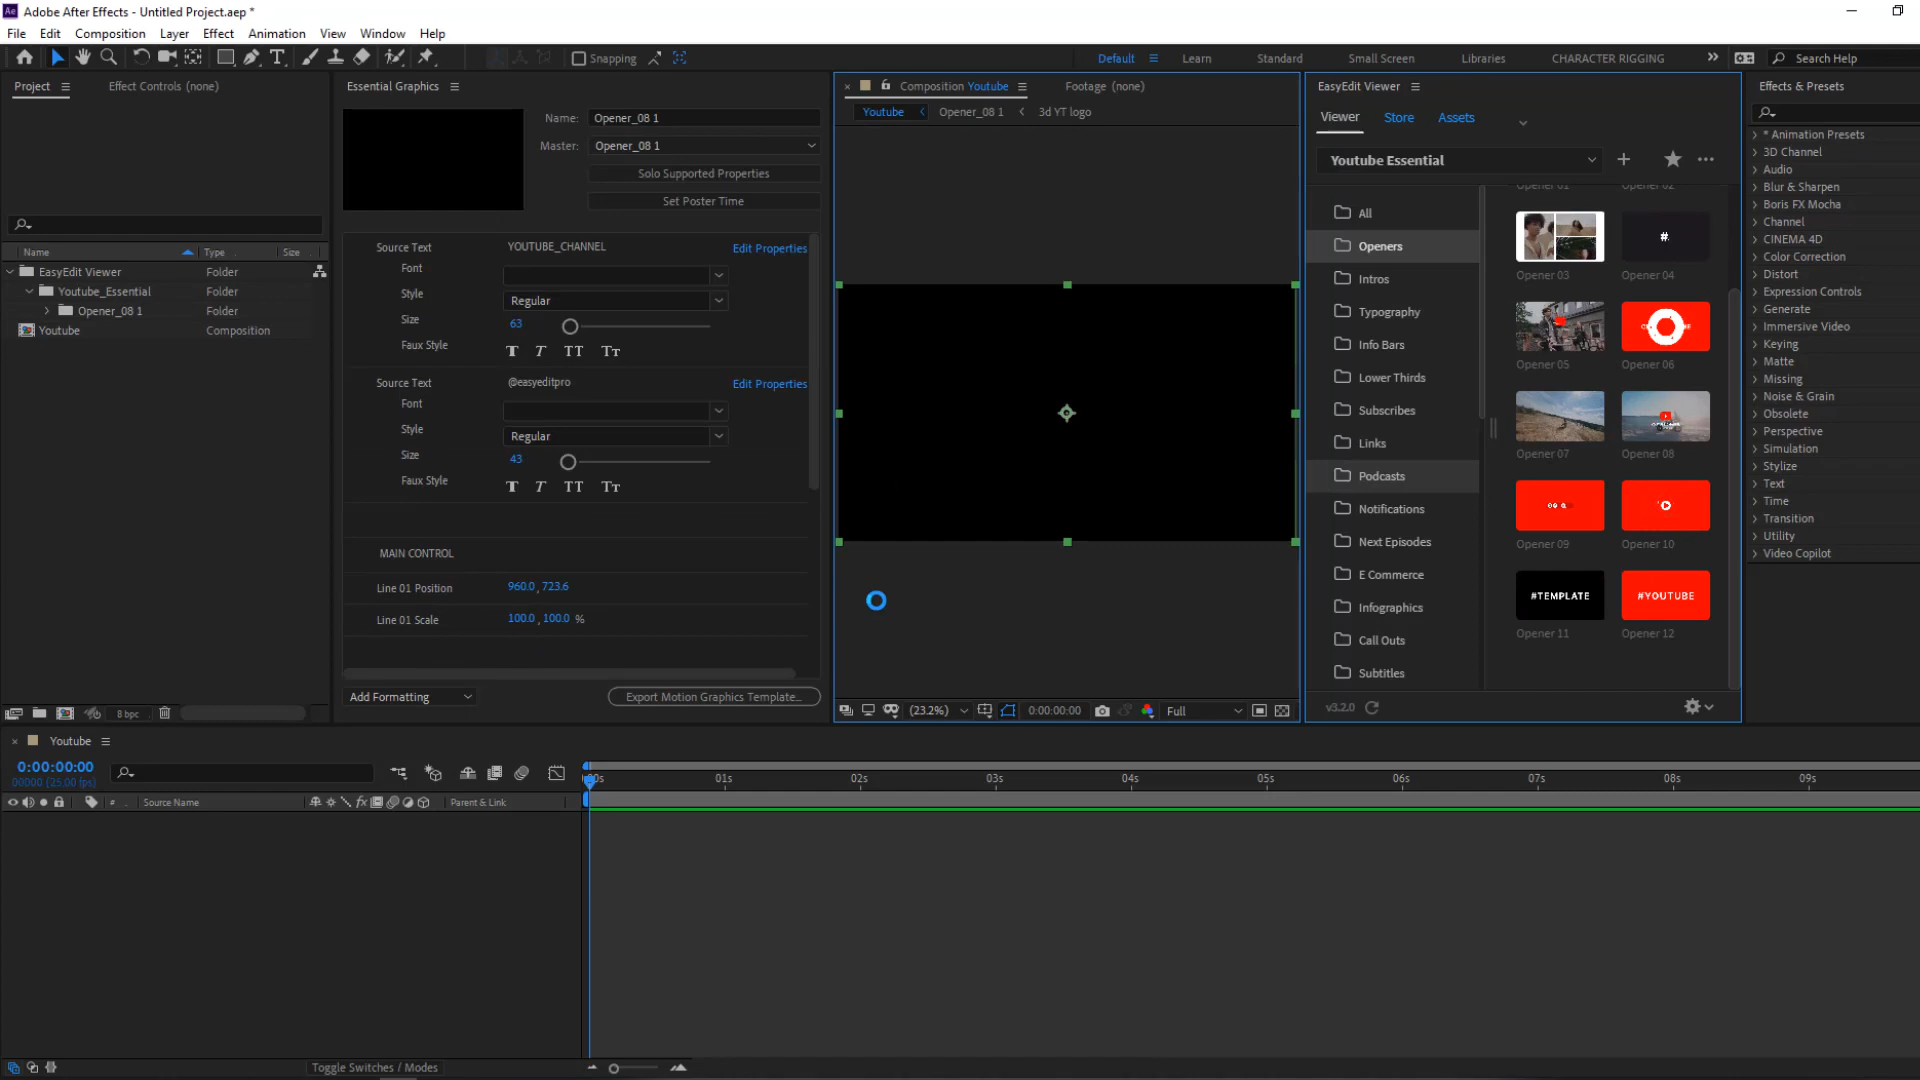 Ae Adobe After Effects - Untitled Project.aep *
File Edit Composition Layer Effect Animation View Window Help
Snapping Default Learn Standard Small Screen Libraries CHARACTER RIGGING Search Help
Project Effect Controls (none)
Name Type Size
EasyEdit Viewer Folder
Youtube_Essential Folder
Opener_08 1 Folder
Youtube Composition
8 bpc
Essential Graphics
Name: Opener_08 1
Master: Opener_08 1
Solo Supported Properties
Set Poster Time
Source Text YOUTUBE_CHANNEL Edit Properties
Font
Style Regular
Size 63
Faux Style T T TT TT
Source Text @easyeditpro Edit Properties
Font
Style Regular
Size 43
Faux Style T T TT TT
MAIN CONTROL
Line 01 Position 960.0, 723.6
Line 01 Scale 100.0, 100.0 %
Add Formatting Export Motion Graphics Template...
Composition Youtube Footage (none)
Youtube Opener_08 1 3d YT logo
(23.2%) 0:00:00:00 Full
EasyEdit Viewer
Viewer Store Assets
Youtube Essential
All
Openers
Intros
Typography
Info Bars
Lower Thirds
Subscribes
Links
Podcasts
Notifications
Next Episodes
E Commerce
Infographics
Call Outs
Subtitles
Opener 01 Opener 02
#
Opener 03 Opener 04
Opener 05 Opener 06
Opener 07 Opener 08
Opener 09 Opener 10
#TEMPLATE #YOUTUBE
Opener 11 Opener 12
v3.2.0
Effects & Presets
* Animation Presets
3D Channel
Audio
Blur & Sharpen
Boris FX Mocha
Channel
CINEMA 4D
Color Correction
Distort
Expression Controls
Generate
Immersive Video
Keying
Matte
Missing
Noise & Grain
Obsolete
Perspective
Simulation
Stylize
Text
Time
Transition
Utility
Video Copilot
Youtube
0:00:00:00
00000 (25.00 fps)
# Source Name fx Parent & Link
00s 01s 02s 03s 04s 05s 06s 07s 08s 09s
Toggle Switches / Modes